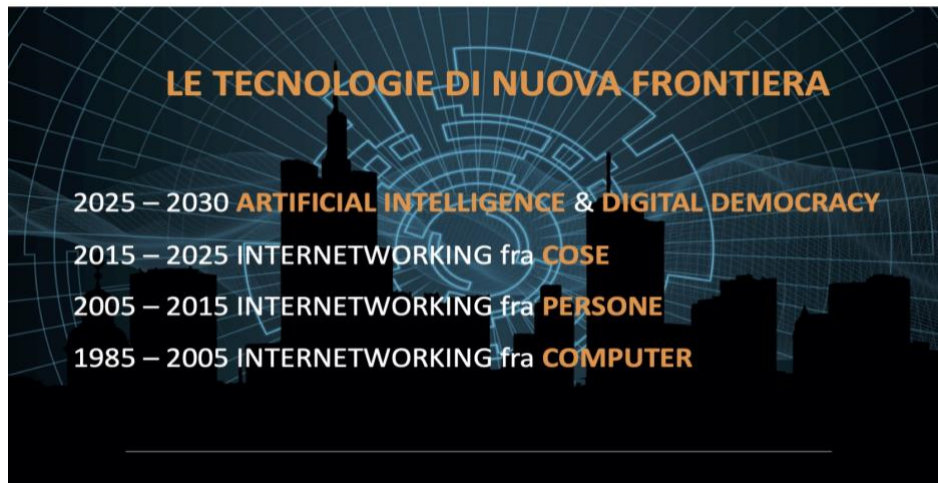 LE TECNOLOGIE DI NUOVA FRONTIERA
2025 – 2030 ARTIFICIAL INTELLIGENCE & DIGITAL DEMOCRACY
2015 – 2025 INTERNETWORKING fra COSE
2005 – 2015 INTERNETWORKING fra PERSONE
1985 – 2005 INTERNETWORKING fra COMPUTER